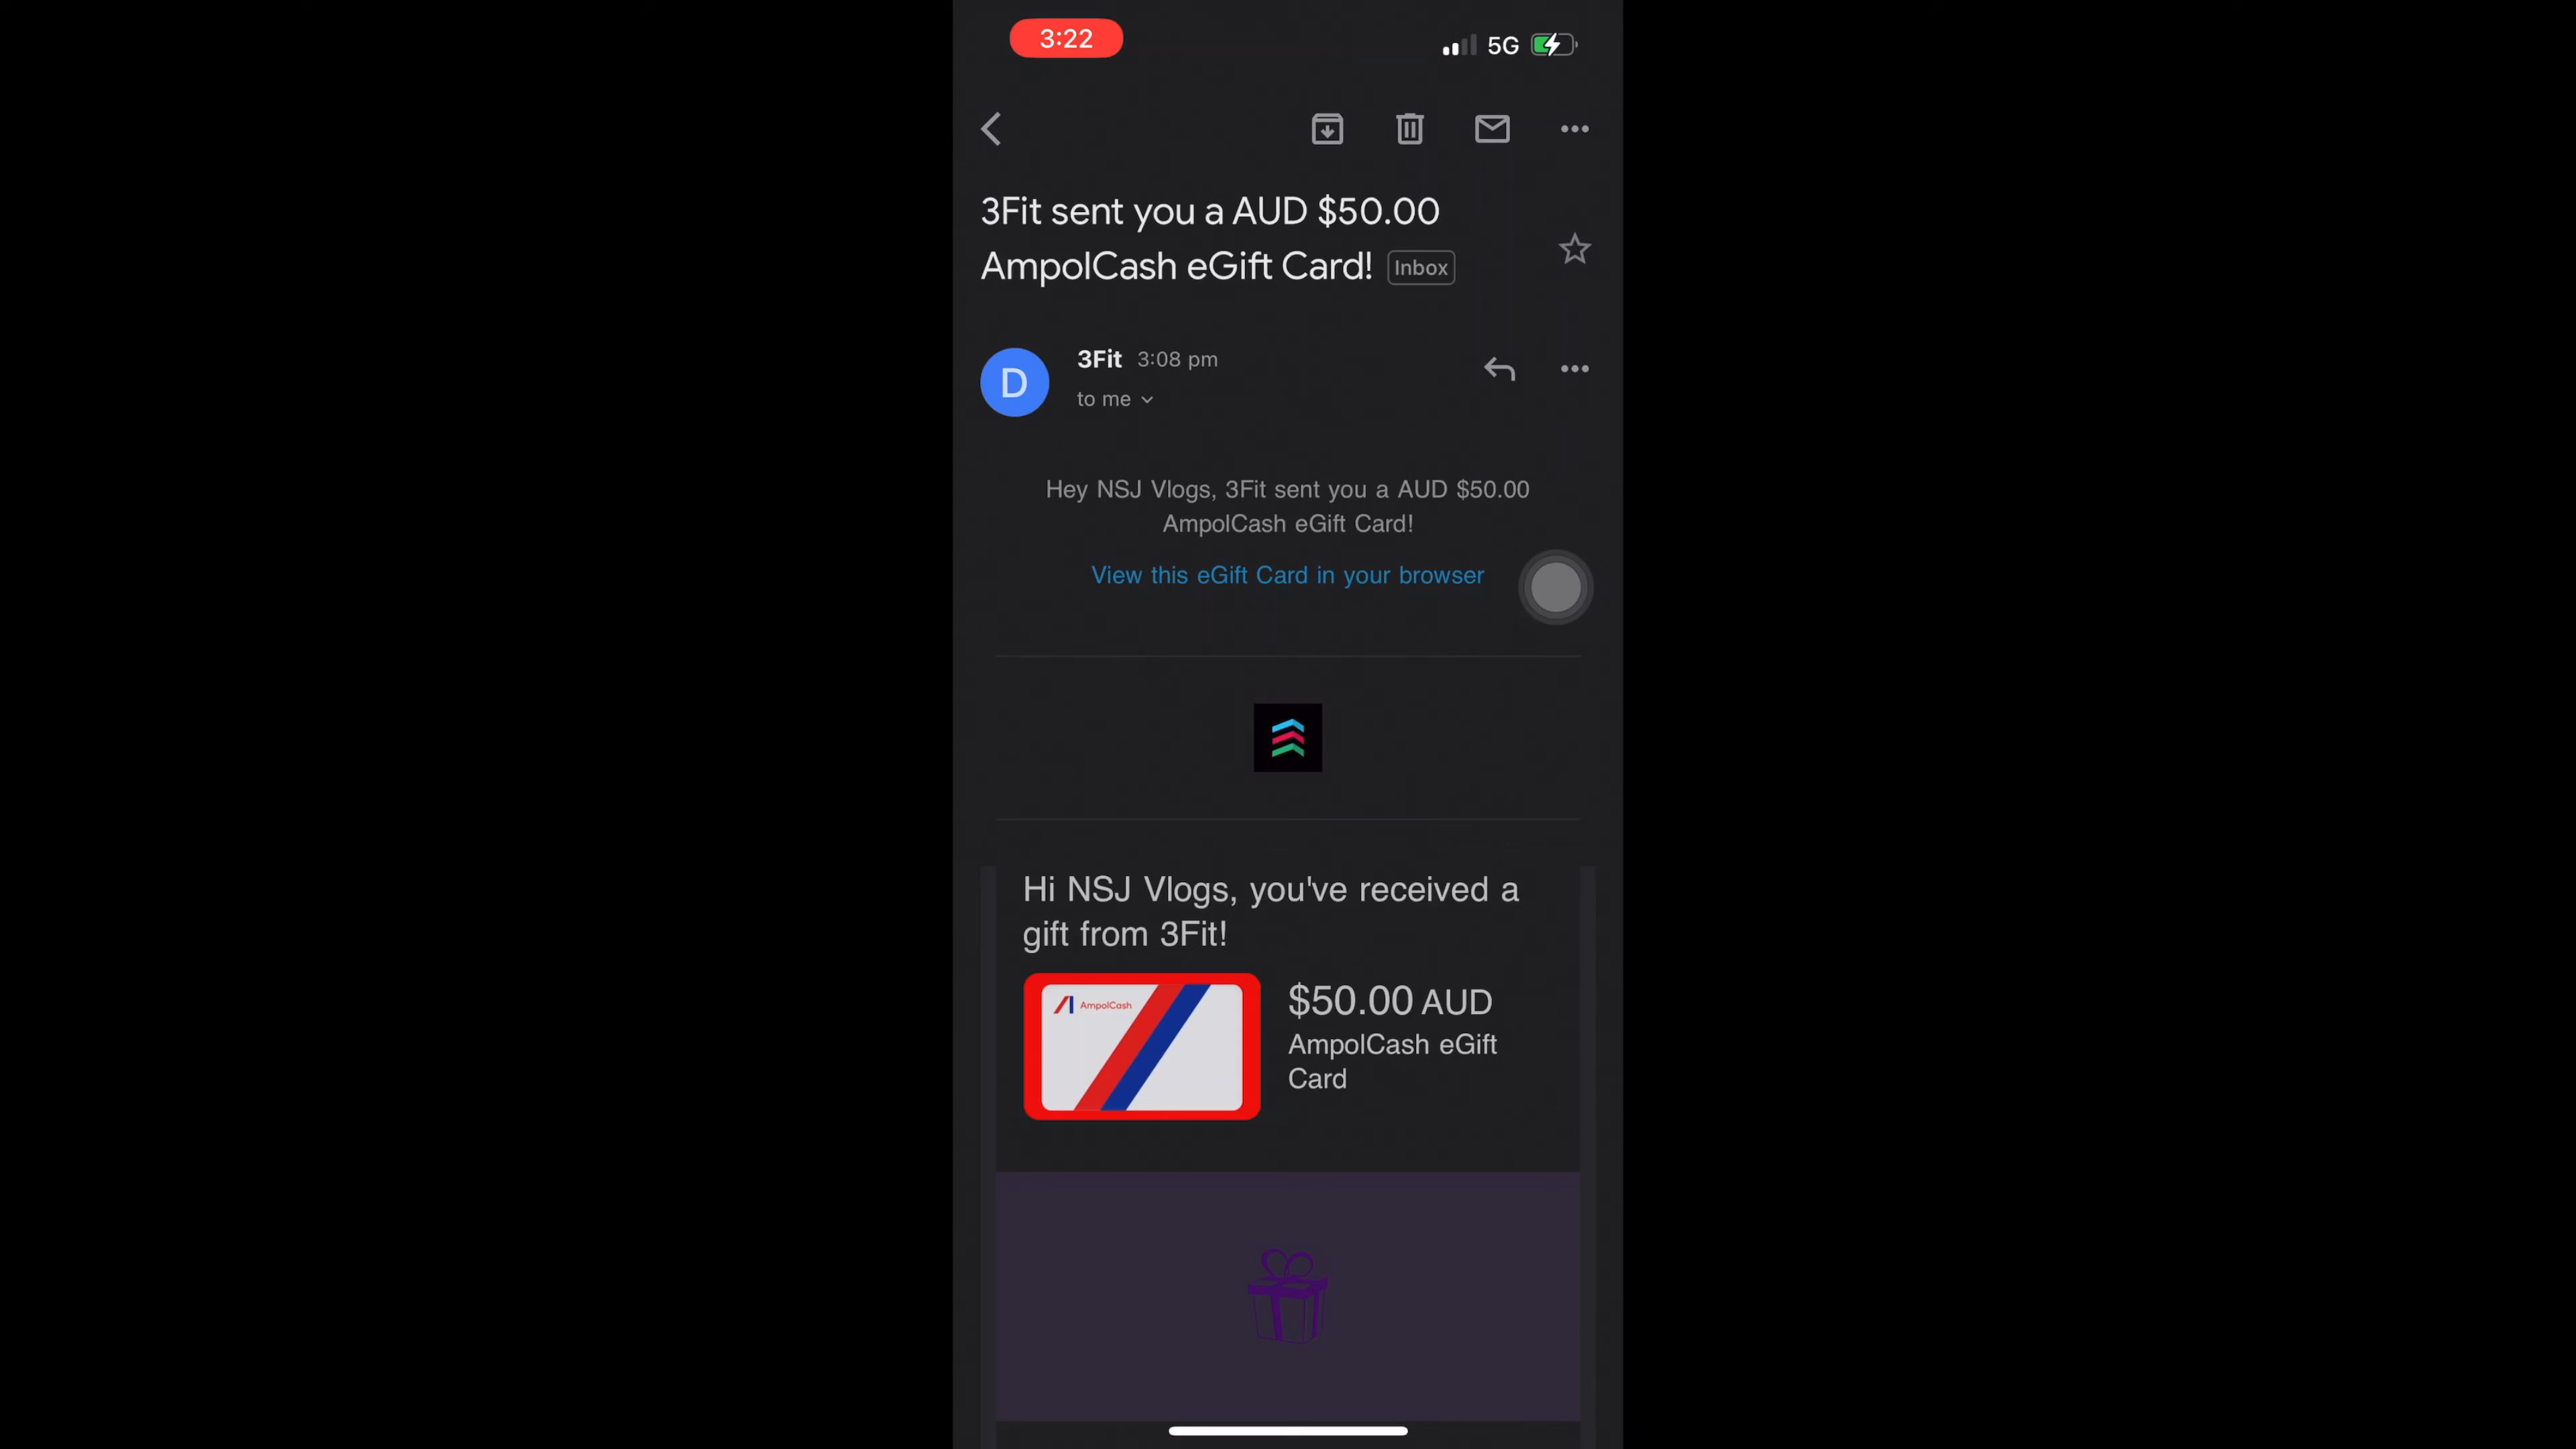 3:22
5G
3Fit sent you a AUD $50.00
AmpolCash eGift Card! Inbox
D
3Fit 3:08 pm
to me
Hey NSJ Vlogs, 3Fit sent you a AUD $50.00
AmpolCash eGift Card!
View this eGift Card in your browser
Hi NSJ Vlogs, you've received a
gift from 3Fit!
AmpolCash
$50.00 AUD
AmpolCash eGift
Card